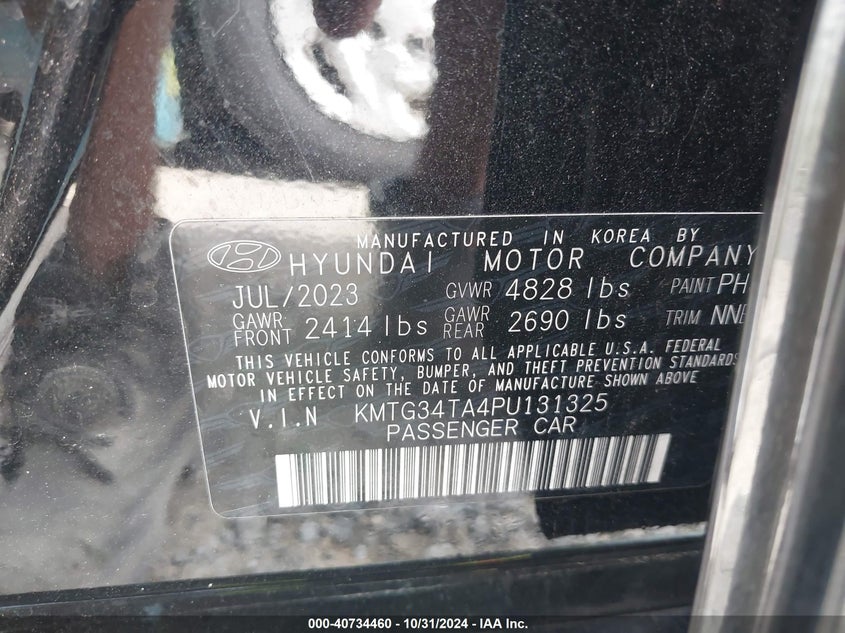 MANUFACTURED IN KOREA BY
HYUNDAI MOTOR COMPANY
JUL/2023 GVWR 4828 lbs PAINT PH
GAWR FRONT 2414 lbs GAWR REAR 2690 lbs TRIM
THIS VEHICLE CONFORMS TO ALL APPLICABLE U.S.A. FEDERAL
MOTOR VEHICLE SAFETY, BUMPER, AND THEFT PREVENTION STANDARDS
IN EFFECT ON THE DATE OF MANUFACTURE SHOWN ABOVE
V.I.N KMTG34TA4PU131325
PASSENGER CAR
000-40734460 - 10/31/2024 - IAA Inc.